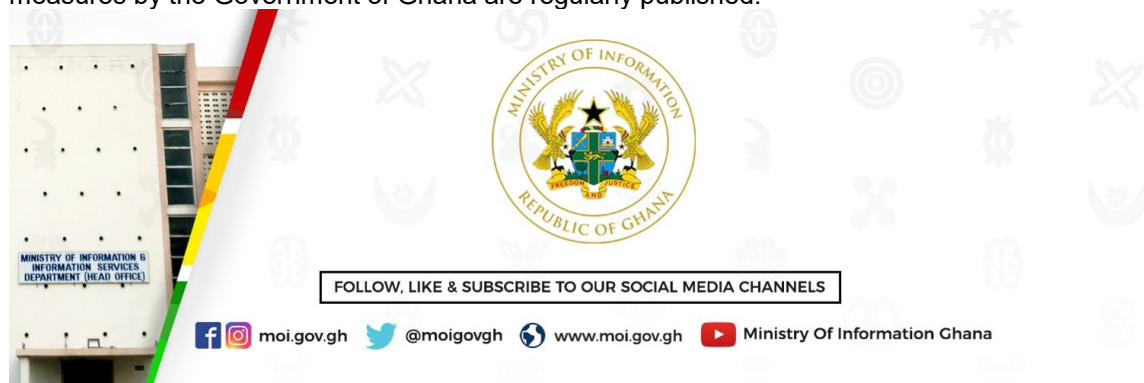 measures by the Government of Ghana are regularly published.
MINISTRY OF INFORMATION
REPUBLIC OF GHANA
FREEDOM AND JUSTICE
MINISTRY OF INFORMATION &
INFORMATION SERVICES
DEPARTMENT (HEAD OFFICE)
FOLLOW, LIKE & SUBSCRIBE TO OUR SOCIAL MEDIA CHANNELS
moi.gov.gh @moigovgh www.moi.gov.gh Ministry Of Information Ghana